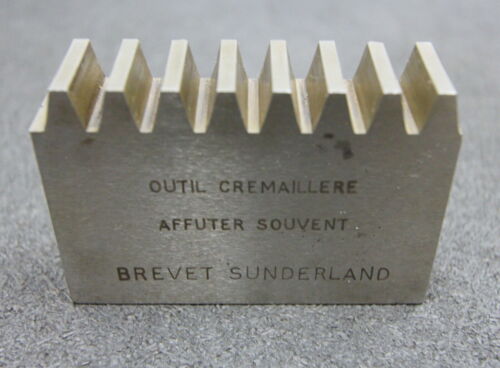 OUTIL CREMAILLERE
AFFUTER SOUVENT
BREVET SUNDERLAND